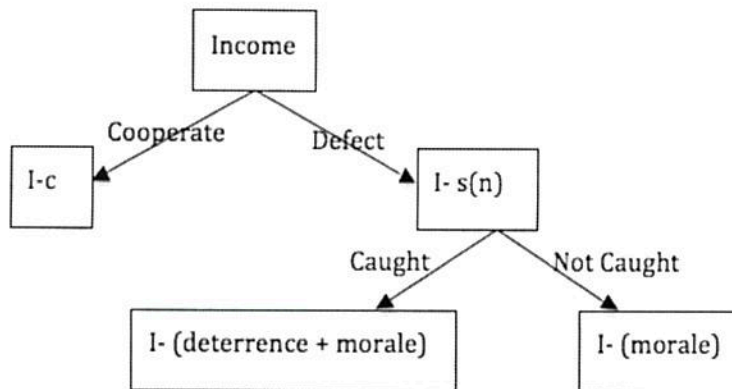 Income
Cooperate
Defect
I-c
I- s(n)
Caught
Not Caught
I- (deterrence + morale)
I- (morale)